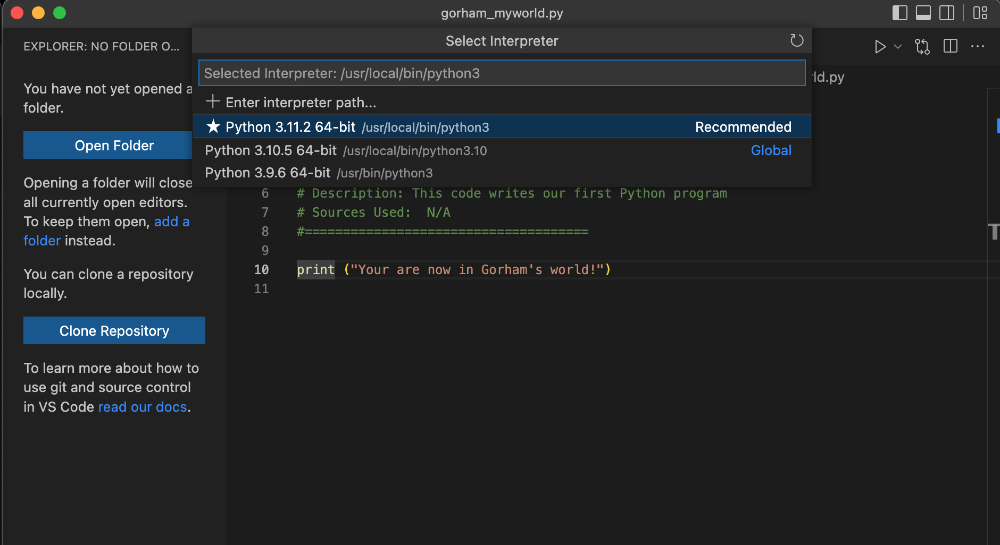 gorham_myworld.py
EXPLORER: NO FOLDER O...
Select Interpreter
Selected Interpreter: /usr/local/bin/python3
Enter interpreter path...
Python 3.11.2 64-bit /usr/local/bin/python3 Recommended
Python 3.10.5 64-bit /usr/local/bin/python3.10 Global
Python 3.9.6 64-bit /usr/bin/python3
ld.py
You have not yet opened a
folder.
Open Folder
Opening a folder will close
all currently open editors.
To keep them open, add a
folder instead.
You can clone a repository
locally.
Clone Repository
To learn more about how to
use git and source control
in VS Code read our docs.
6 # Description: This code writes our first Python program
7 # Sources Used:  N/A
8 #=====================================
9
10 print ("Your are now in Gorham's world!")
11